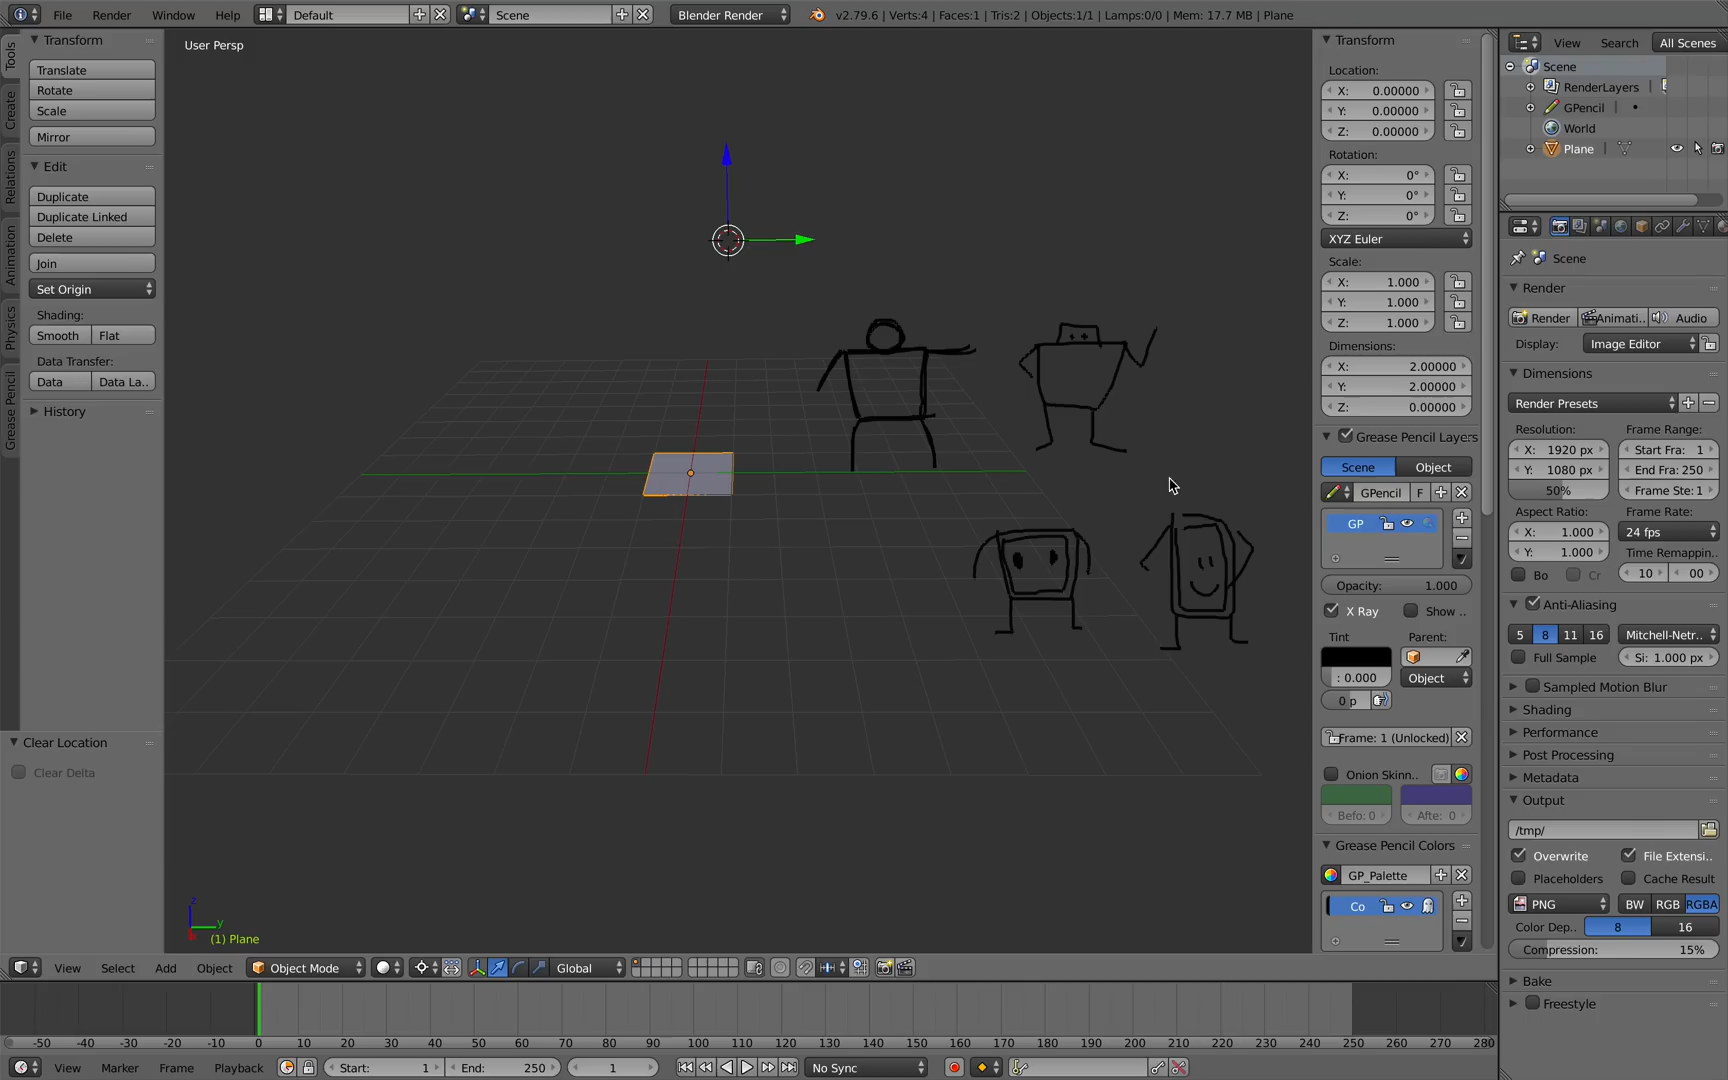 File Render Window Help Default Scene Blender Render v2.79.6 | Verts:4 | Faces:1 | Tris:2 | Objects:1/1 | Lamps:0/0 | Mem: 17.7 MB | Plane
Tools
Create
Relations
Animation
Physics
Grease Pencil
Transform
Translate
Rotate
Scale
Mirror
Edit
Duplicate
Duplicate Linked
Delete
Join
Set Origin
Shading:
Smooth Flat
Data Transfer:
Data Data La..
History
Clear Location
Clear Delta
User Persp
z
y
(1) Plane
Transform
Location:
X: 0.00000
Y: 0.00000
Z: 0.00000
Rotation:
X: 0°
Y: 0°
Z: 0°
XYZ Euler
Scale:
X: 1.000
Y: 1.000
Z: 1.000
Dimensions:
X: 2.00000
Y: 2.00000
Z: 0.00000
Grease Pencil Layers
Scene Object
GPencil F
GP
Opacity: 1.000
X Ray Show ..
Tint Parent:
: 0.000 Object
0 p
Frame: 1 (Unlocked)
Onion Skinn..
Befo: 0 Afte: 0
Grease Pencil Colors
GP_Palette
Co
View Search All Scenes
Scene
RenderLayers
GPencil
World
Plane
Scene
Render
Render Animati.. Audio
Display: Image Editor
Dimensions
Render Presets
Resolution: Frame Range:
X: 1920 px Start Fra: 1
Y: 1080 px End Fra: 250
50% Frame Ste: 1
Aspect Ratio: Frame Rate:
X: 1.000 24 fps
Y: 1.000 Time Remappin..
Bo Cr 10 00
Anti-Aliasing
5 8 11 16 Mitchell-Netr..
Full Sample Si: 1.000 px
Sampled Motion Blur
Shading
Performance
Post Processing
Metadata
Output
/tmp/
Overwrite File Extensi..
Placeholders Cache Result
PNG BW RGB RGBA
Color Dep.. 8 16
Compression: 15%
Bake
Freestyle
View Select Add Object Object Mode Global
-50 -40 -30 -20 -10 0 10 20 30 40 50 60 70 80 90 100 110 120 130 140 150 160 170 180 190 200 210 220 230 240 250 260 270 280
View Marker Frame Playback Start: 1 End: 250 1 No Sync